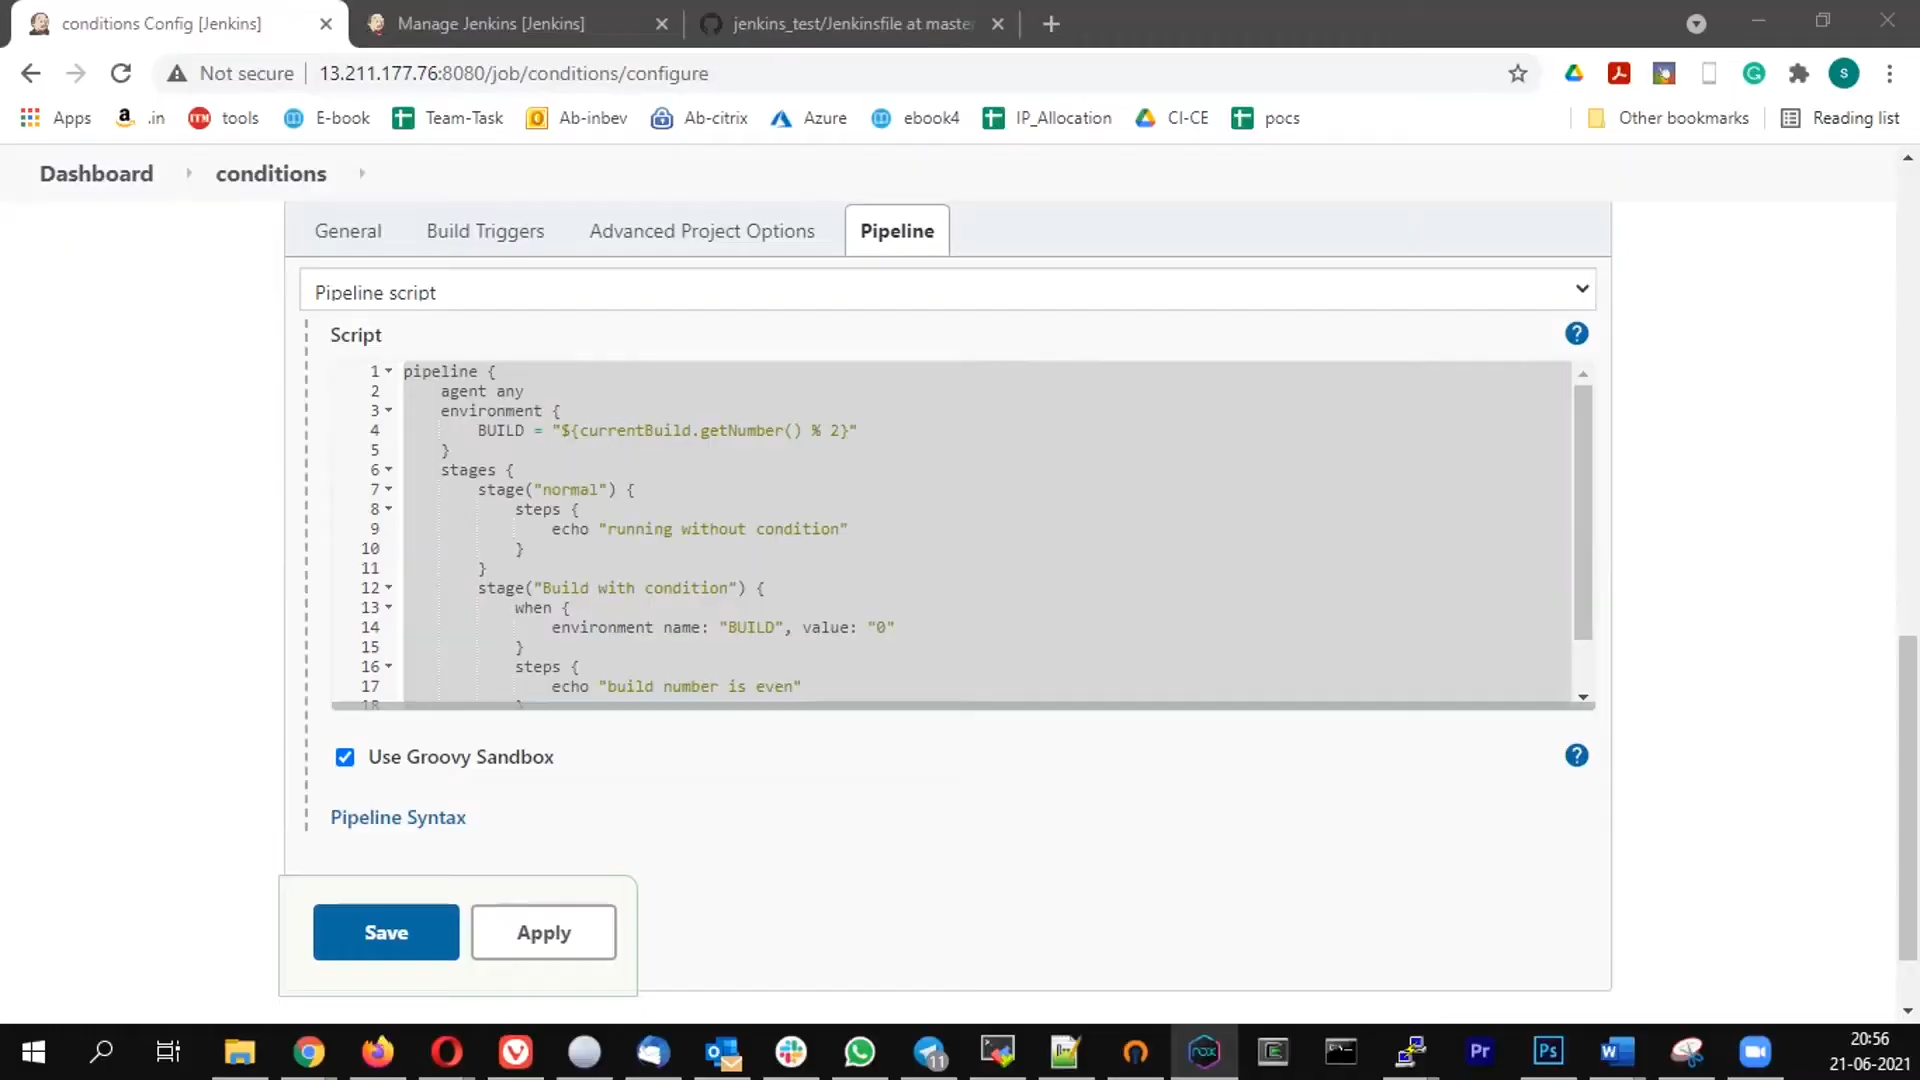 conditions Config [Jenkins]
Manage Jenkins [Jenkins]
jenkins_test/Jenkinsfile at maste
Not secure
13.211.177.76:8080/job/conditions/configure
S
Apps
.in
tools
E-book
Team-Task
Ab-inbev
Ab-citrix
Azure
ebook4
IP_Allocation
CI-CE
pocs
Other bookmarks
Reading list
Dashboard
conditions
General
Build Triggers
Advanced Project Options
Pipeline
Pipeline script
Script
1 pipeline {
2 agent any
3 environment {
4 BUILD = "${currentBuild.getNumber() % 2}"
5 }
6 stages {
7 stage("normal") {
8 steps {
9 echo "running without condition"
10 }
11 }
12 stage("Build with condition") {
13 when {
14 environment name: "BUILD", value: "0"
15 }
16 steps {
17 echo "build number is even"
18 }
Use Groovy Sandbox
Pipeline Syntax
Save
Apply
11
nox
Pr
Ps
W
20:56
21-06-2021